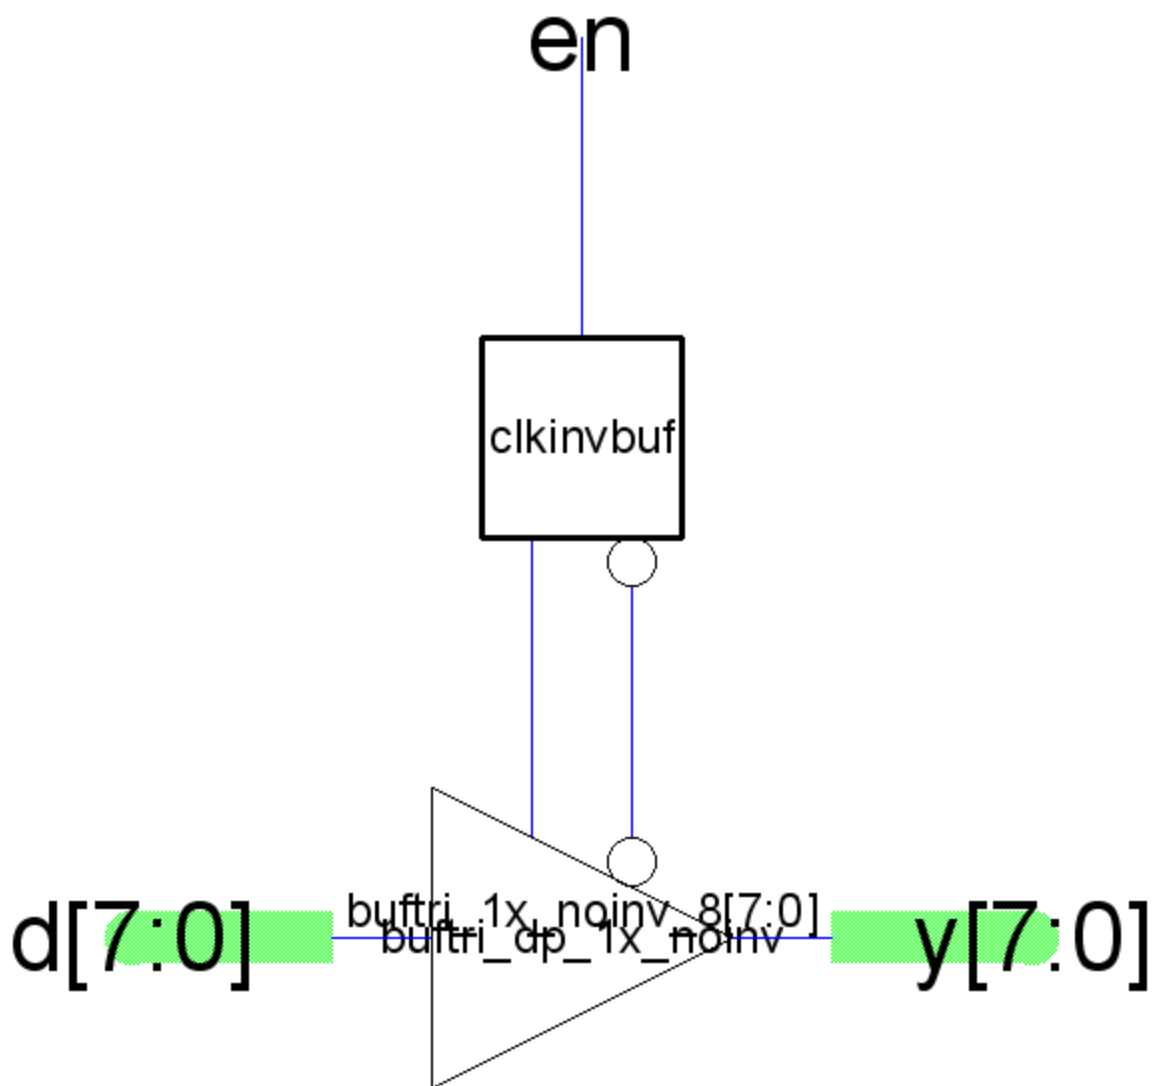 en
clkinvbuf
buftri_1x_noinv_8[7:0]
d[7:0]
buftri_dp_1x_noinv
y[7:0]